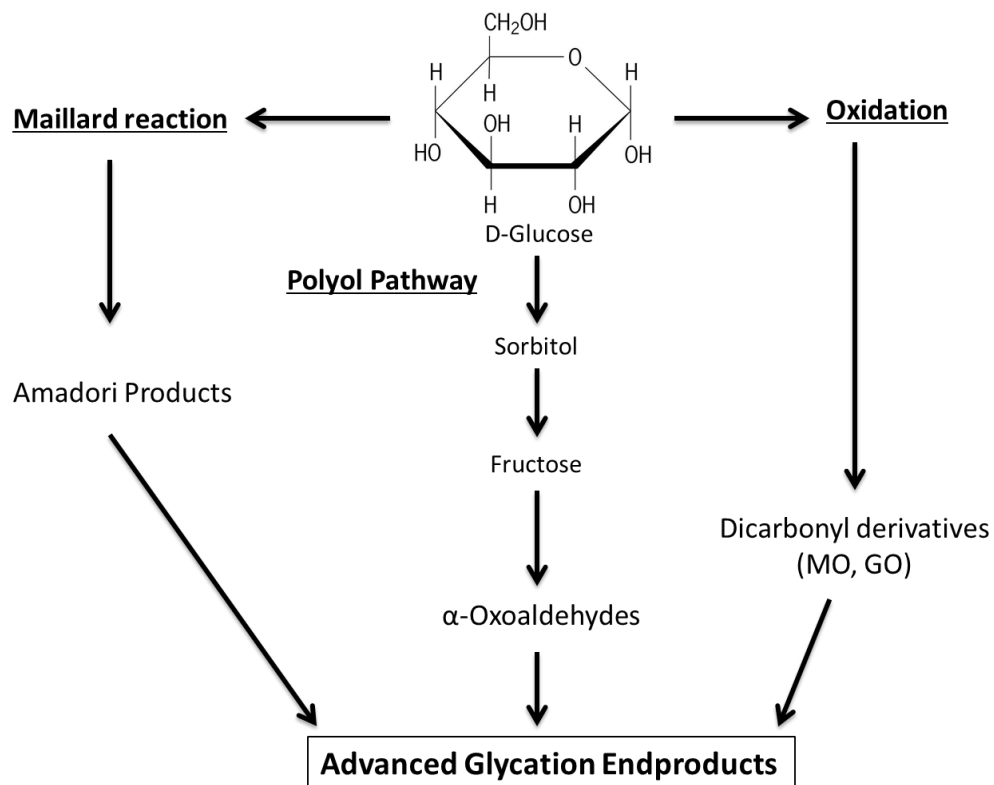 CH₂OH
O
H
H
H
Maillard reaction
Oxidation
OH
H
HO
OH
H
OH
D-Glucose
Polyol Pathway
Sorbitol
Amadori Products
Fructose
Dicarbonyl derivatives
(MO, GO)
α-Oxoaldehydes
Advanced Glycation Endproducts